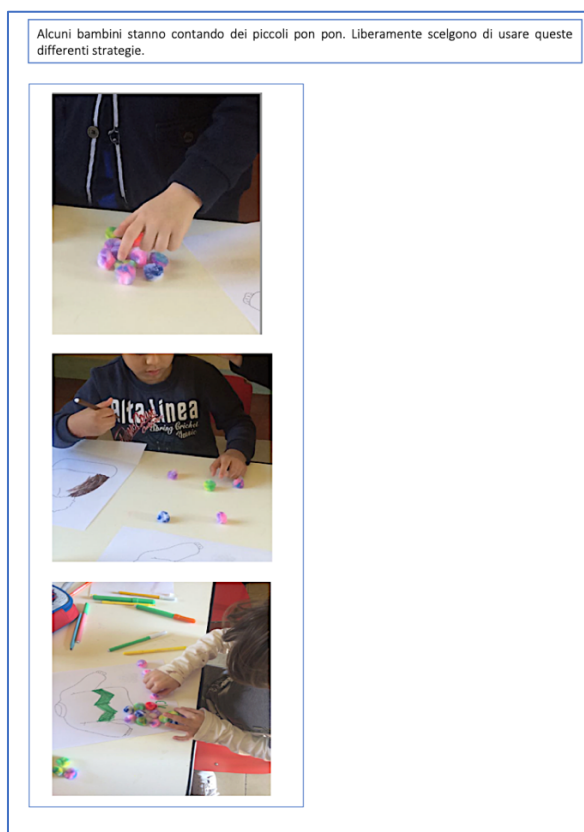 Alcuni bambini stanno contando dei piccoli pon pon. Liberamente scelgono di usare queste
differenti strategie.
Alta Linea